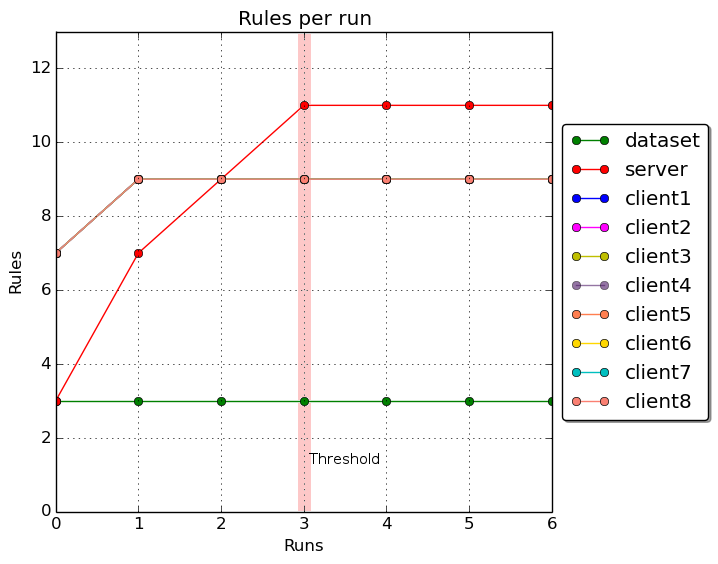 Rules per run
12
10
8
6
4
2
0
Rules
Threshold
0 1 2 3 4 5 6
Runs
dataset
server
client1
client2
client3
client4
client5
client6
client7
client8